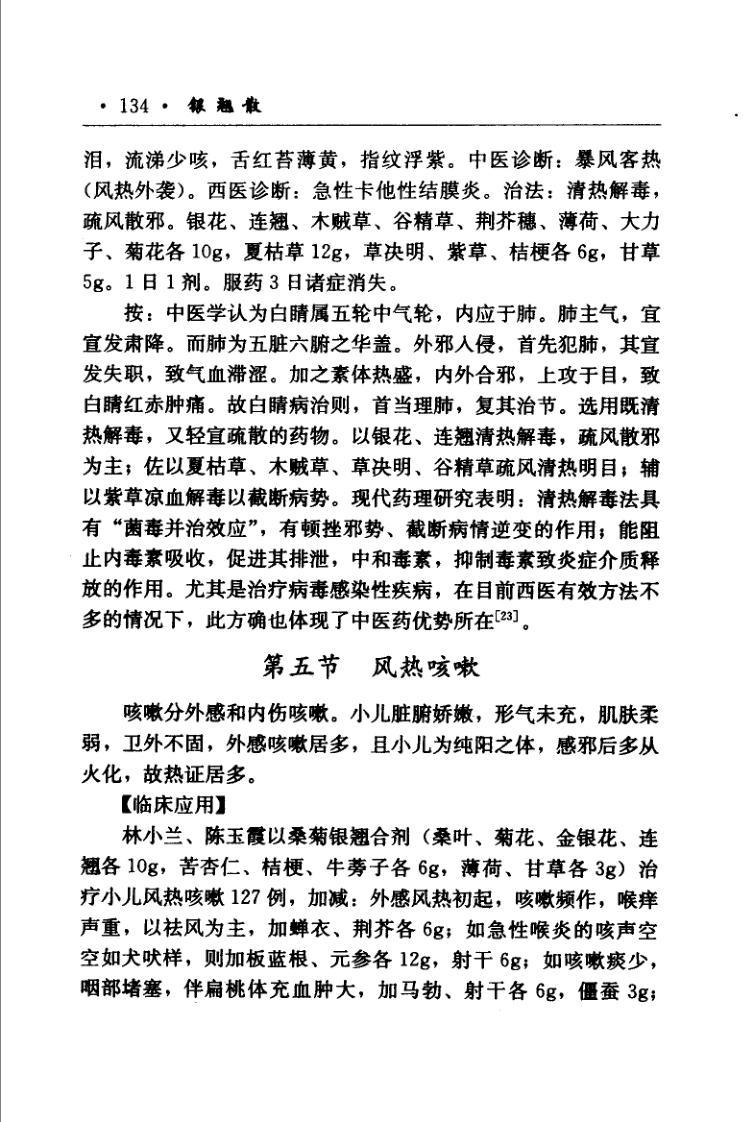 · 134 · 银翘散
泪，流涕少咳，舌红苔薄黄，指纹浮紫。中医诊断：暴风客热
（风热外袭）。西医诊断：急性卡他性结膜炎。治法：清热解毒，
疏风散邪。银花、连翘、木贼草、谷精草、荆芥穗、薄荷、大力
子、菊花各 10g，夏枯草 12g，草决明、紫草、桔梗各 6g，甘草
5g。1 日 1 剂。服药 3 日诸症消失。
按：中医学认为白睛属五轮中气轮，内应于肺。肺主气，宜
宣发肃降。而肺为五脏六腑之华盖。外邪入侵，首先犯肺，其宣
发失职，致气血滞涩。加之素体热盛，内外合邪，上攻于目，致
白睛红赤肿痛。故白睛病治则，首当理肺，复其治节。选用既清
热解毒，又轻宣疏散的药物。以银花、连翘清热解毒，疏风散邪
为主；佐以夏枯草、木贼草、草决明、谷精草疏风清热明目；辅
以紫草凉血解毒以截断病势。现代药理研究表明：清热解毒法具
有“菌毒并治效应”，有顿挫邪势、截断病情逆变的作用；能阻
止内毒素吸收，促进其排泄，中和毒素，抑制毒素致炎症介质释
放的作用。尤其是治疗病毒感染性疾病，在目前西医有效方法不
多的情况下，此方确也体现了中医药优势所在[23]。
第五节 风热咳嗽
咳嗽分外感和内伤咳嗽。小儿脏腑娇嫩，形气未充，肌肤柔
弱，卫外不固，外感咳嗽居多，且小儿为纯阳之体，感邪后多从
火化，故热证居多。
【临床应用】
林小兰、陈玉霞以桑菊银翘合剂（桑叶、菊花、金银花、连
翘各 10g，苦杏仁、桔梗、牛蒡子各 6g，薄荷、甘草各 3g）治
疗小儿风热咳嗽 127 例，加减：外感风热初起，咳嗽频作，喉痒
声重，以祛风为主，加蝉衣、荆芥各 6g；如急性喉炎的咳声空
空如犬吠样，则加板蓝根、元参各 12g，射干 6g；如咳嗽痰少，
咽部堵塞，伴扁桃体充血肿大，加马勃、射干各 6g，僵蚕 3g；